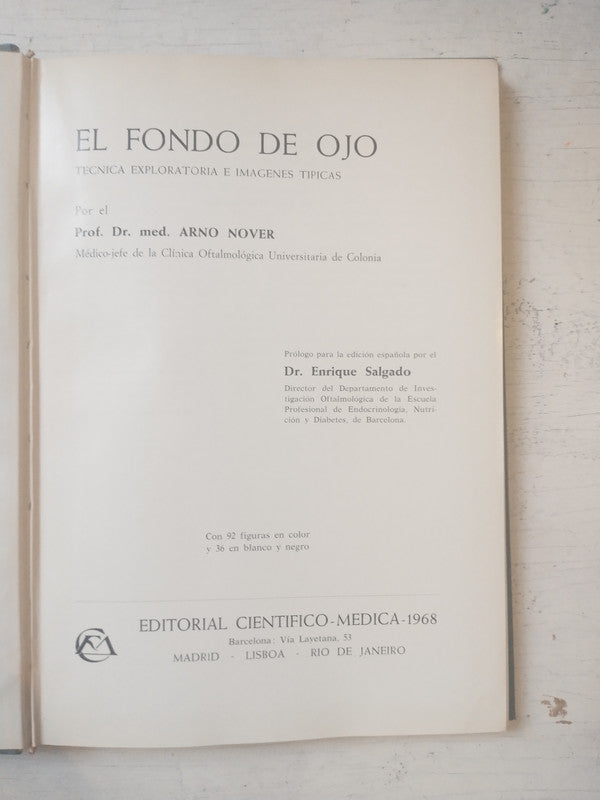 EL FONDO DE OJO
TECNICA EXPLORATORIA E IMAGENES TIPICAS
Por el
Prof. Dr. med. ARNO NOVER
Médico-jefe de la Clínica Oftalmológica Universitaria de Colonia
Prólogo para la edición española por el
Dr. Enrique Salgado
Director del Departamento de Inves-
tigación Oftalmológica de la Escuela
Profesional de Endocrinología, Nutri-
ción y Diabetes, de Barcelona.
Con 92 figuras en color
y 36 en blanco y negro
EDITORIAL CIENTIFICO-MEDICA-1968
Barcelona: Vía Layetana, 53
MADRID - LISBOA - RIO DE JANEIRO